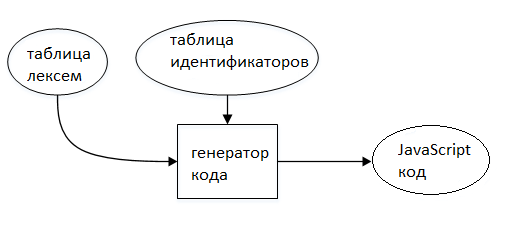 таблица
лексем
таблица
идентификаторов
генератор
кода
JavaScript
код